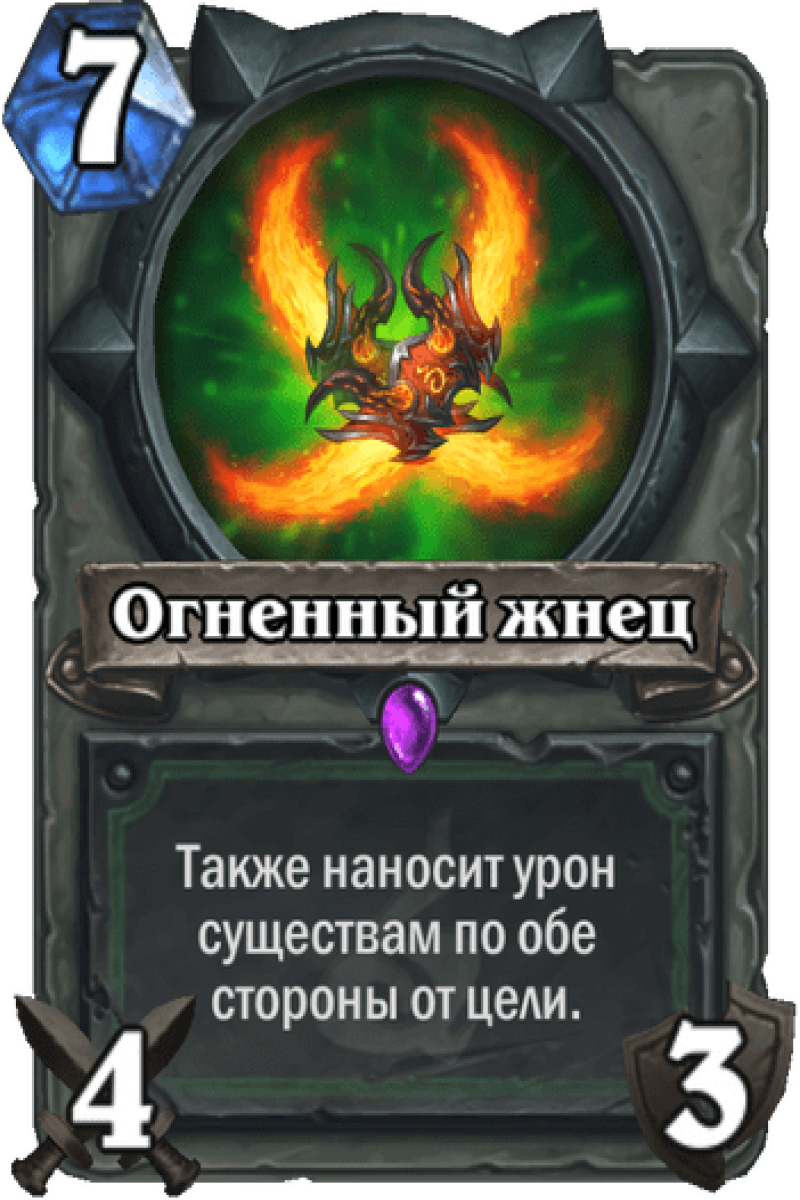 7
Огненный жнец
Также наносит урон
существам по обе
стороны от цели.
4
3